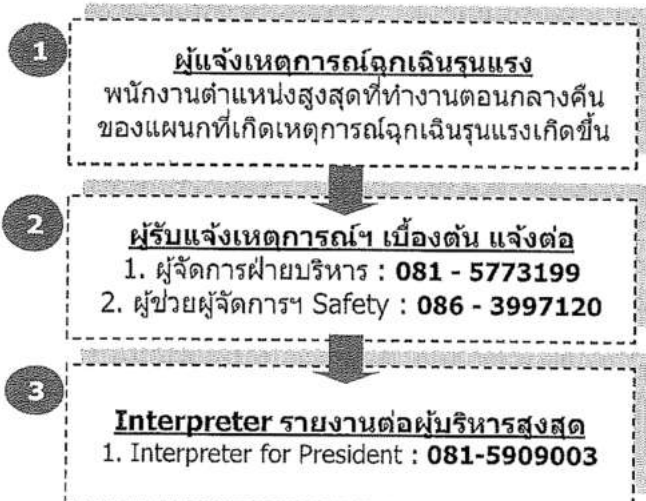 1
ผู้แจ้งเหตุการณ์ฉุกเฉินรุนแรง
พนักงานตำแหน่งสูงสุดที่ทำงานตอนกลางคืน
ของแผนกที่เกิดเหตุการณ์ฉุกเฉินรุนแรงเกิดขึ้น
2
ผู้รับแจ้งเหตุการณ์ฯ เบื้องต้น แจ้งต่อ
1. ผู้จัดการฝ่ายบริหาร : 081 - 5773199
2. ผู้ช่วยผู้จัดการฯ Safety : 086 - 3997120
3
Interpreter รายงานต่อผู้บริหารสูงสุด
1. Interpreter for President : 081-5909003